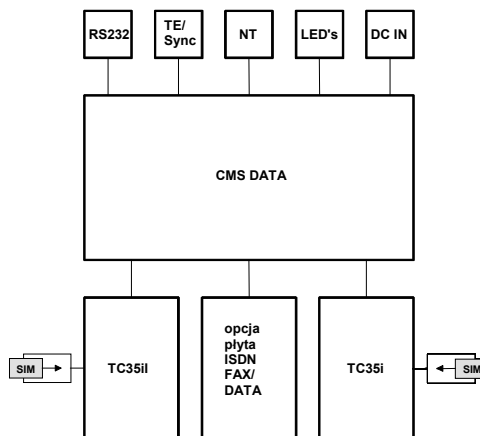 RS232
TE/
Sync
NT
LED's
DC IN
CMS DATA
TC35il
opcja
płyta
ISDN
FAX/
DATA
TC35i
SIM
SIM